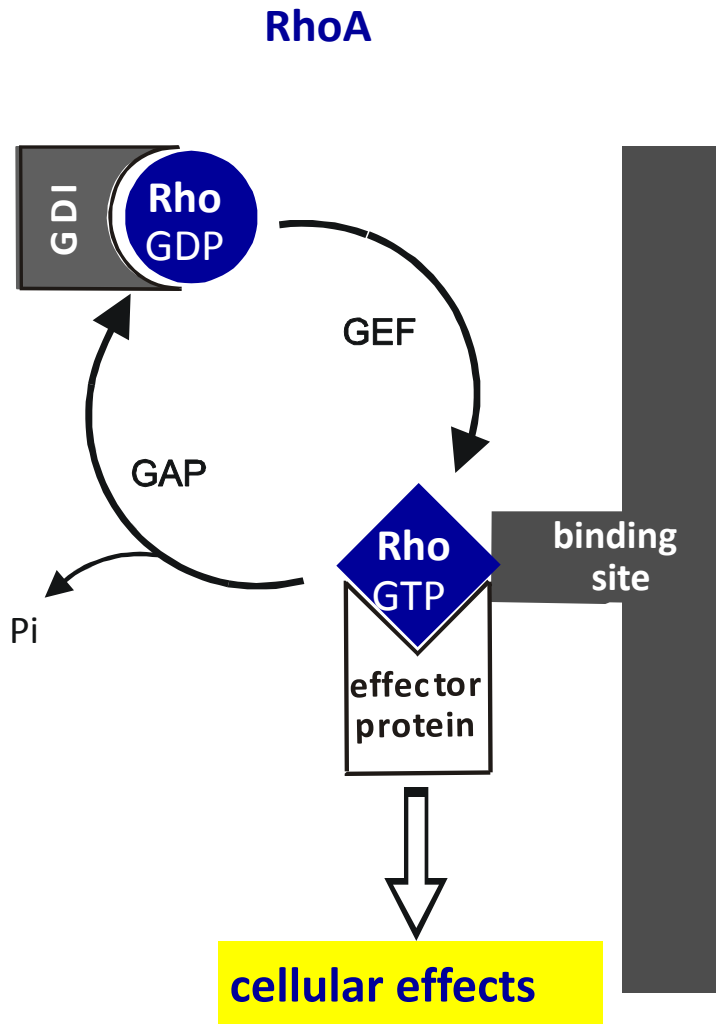 RhoA
GDI
Rho
GDP
GEF
GAP
Rho
GTP
binding
site
Pi
effector
protein
cellular effects